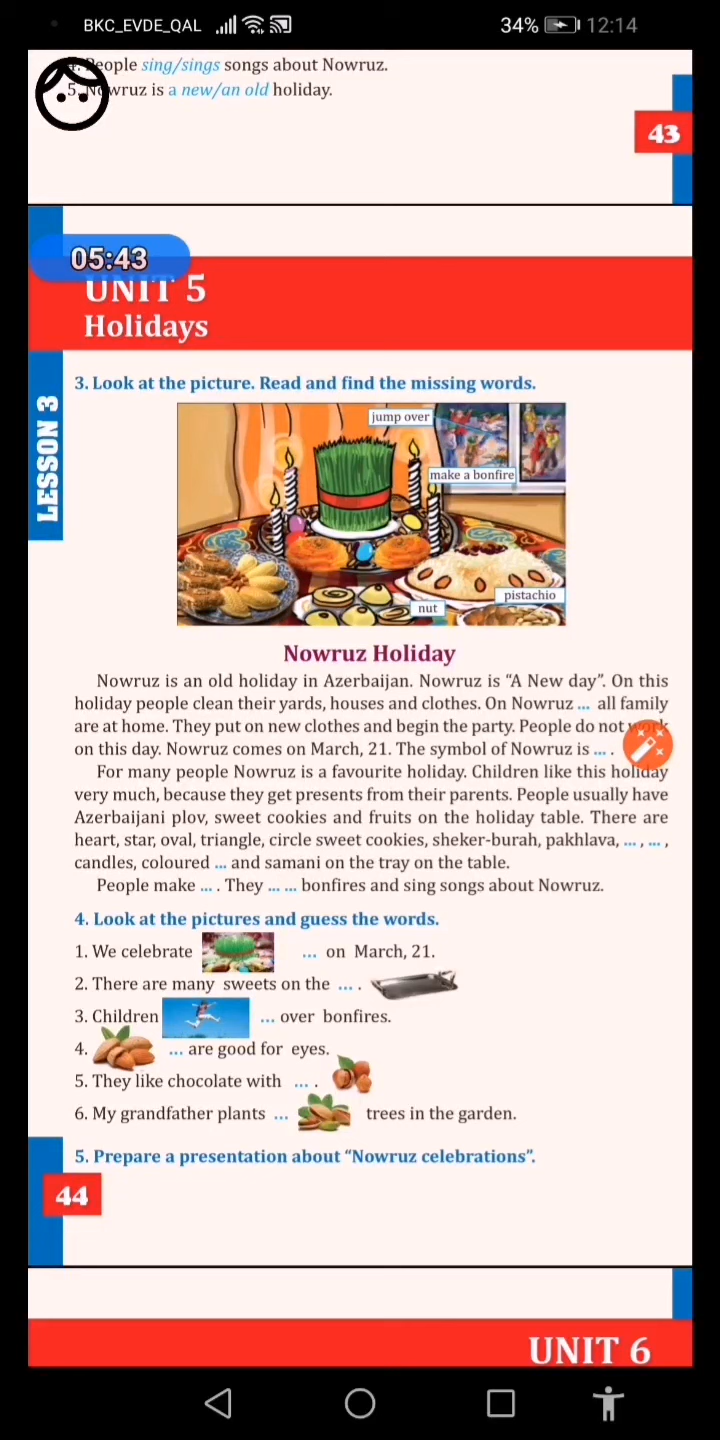 BKC_EVDE_QAL 34% 12:14
People sing/sings songs about Nowruz.
5. Nowruz is a new/an old holiday.
43
05:43
UNIT 5
Holidays
LESSON 3
3. Look at the picture. Read and find the missing words.
jump over
make a bonfire
pistachio
nut
Nowruz Holiday
Nowruz is an old holiday in Azerbaijan. Nowruz is “A New day”. On this
holiday people clean their yards, houses and clothes. On Nowruz ... all family
are at home. They put on new clothes and begin the party. People do not work
on this day. Nowruz comes on March, 21. The symbol of Nowruz is ... .
For many people Nowruz is a favourite holiday. Children like this holiday
very much, because they get presents from their parents. People usually have
Azerbaijani plov, sweet cookies and fruits on the holiday table. There are
heart, star, oval, triangle, circle sweet cookies, sheker-burah, pakhlava, ... , ... ,
candles, coloured ... and samani on the tray on the table.
People make ... . They ... ... bonfires and sing songs about Nowruz.
4. Look at the pictures and guess the words.
1. We celebrate ... on March, 21.
2. There are many sweets on the ... .
3. Children ... over bonfires.
4. ... are good for eyes.
5. They like chocolate with ... .
6. My grandfather plants ... trees in the garden.
5. Prepare a presentation about “Nowruz celebrations”.
44
UNIT 6